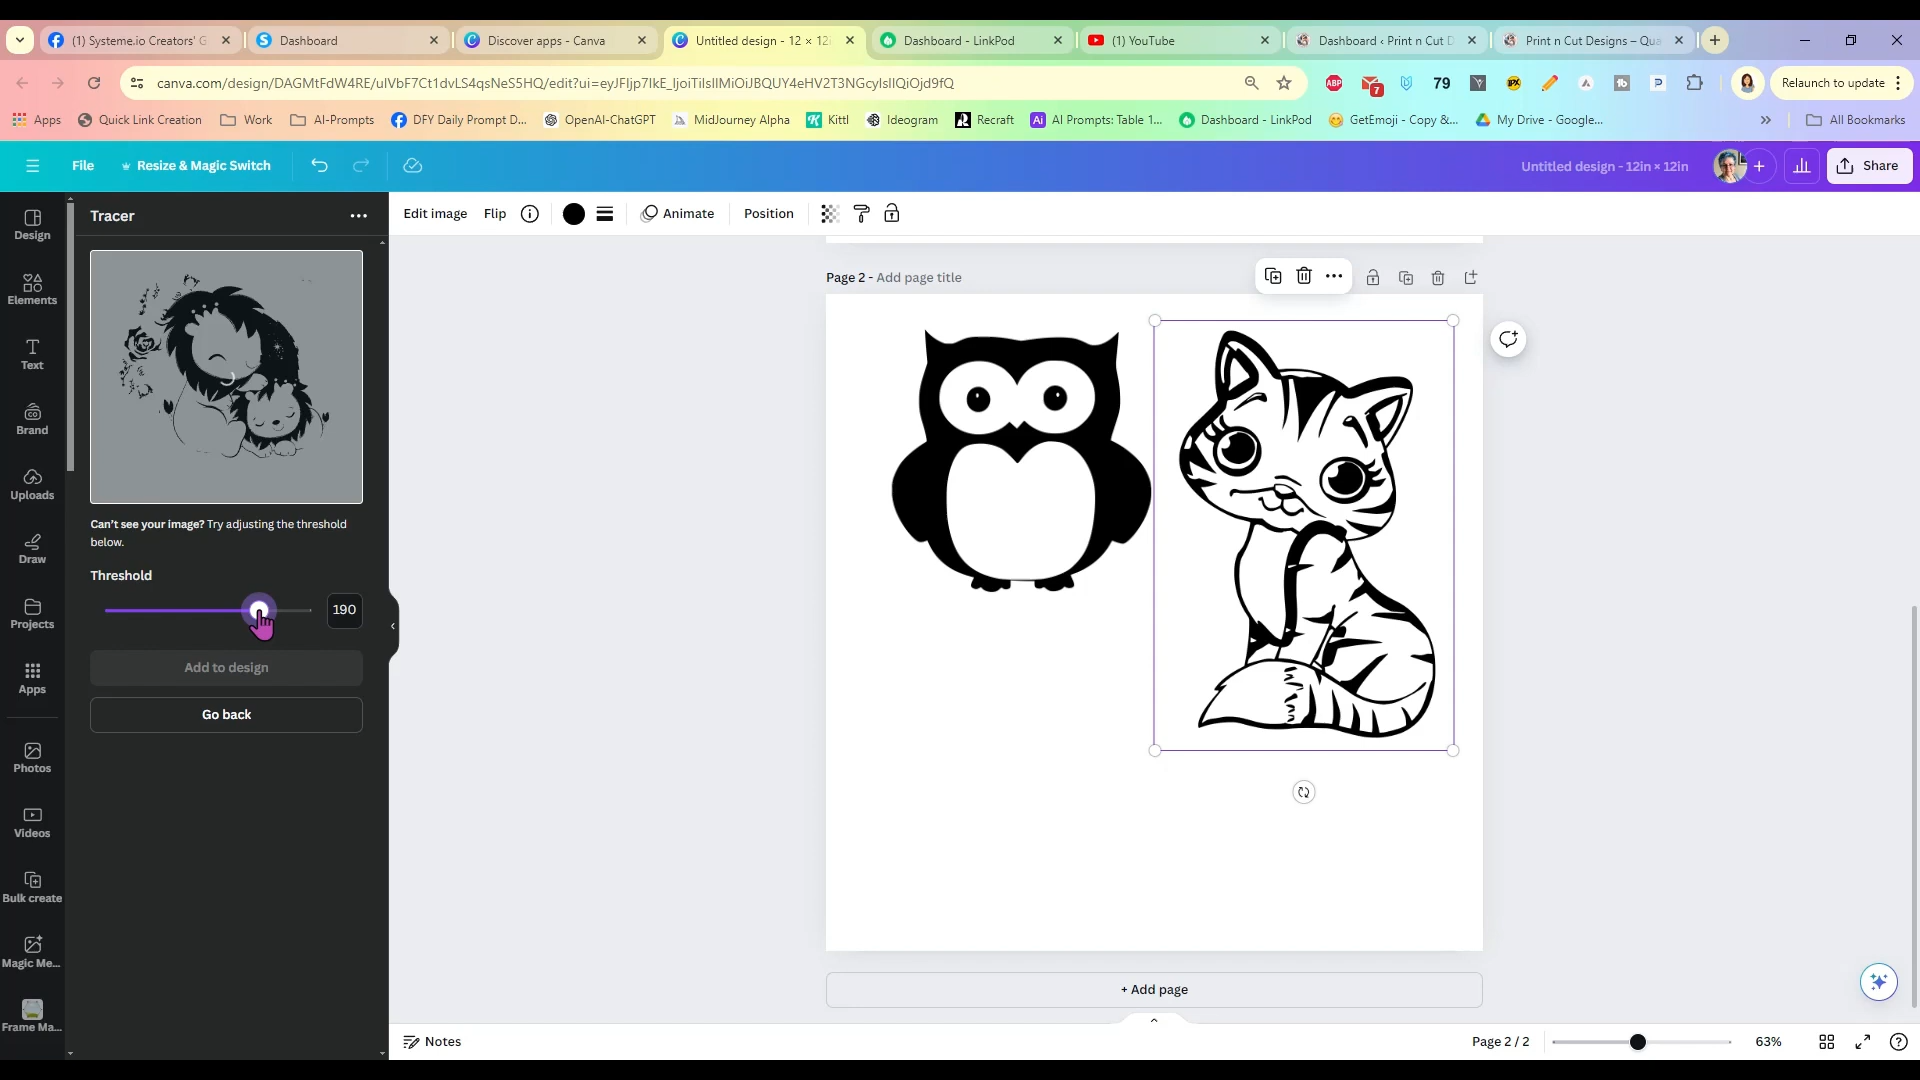 (1) Systeme.io Creators' G
Dashboard
Discover apps - Canva
Untitled design - 12 × 12i
Dashboard - LinkPod
(1) YouTube
Dashboard ‹ Print n Cut D
Print n Cut Designs – Qua
canva.com/design/DAGMtFdW4RE/ulVbF7Ct1dvLS4qsNeS5HQ/edit?ui=eyJFIjp7IkE_IjoiTilsIlMiOiJBQUY4eHV2T3NGcylsIlQiOjd9fQ
ABP
7
79
Relaunch to update
Apps
Quick Link Creation
Work
AI-Prompts
DFY Daily Prompt D...
OpenAI-ChatGPT
MidJourney Alpha
Kittl
Ideogram
Recraft
AI Prompts: Table 1...
Dashboard - LinkPod
GetEmoji - Copy &...
My Drive - Google...
All Bookmarks
File
Resize & Magic Switch
Untitled design - 12in × 12in
Share
Design
Elements
Text
Brand
Uploads
Draw
Projects
Apps
Photos
Videos
Bulk create
Magic Me...
Frame Ma...
Tracer
Can't see your image? Try adjusting the threshold
below.
Threshold
190
Add to design
Go back
Edit image
Flip
Animate
Position
Page 2 - Add page title
+ Add page
Notes
Page 2 / 2
63%